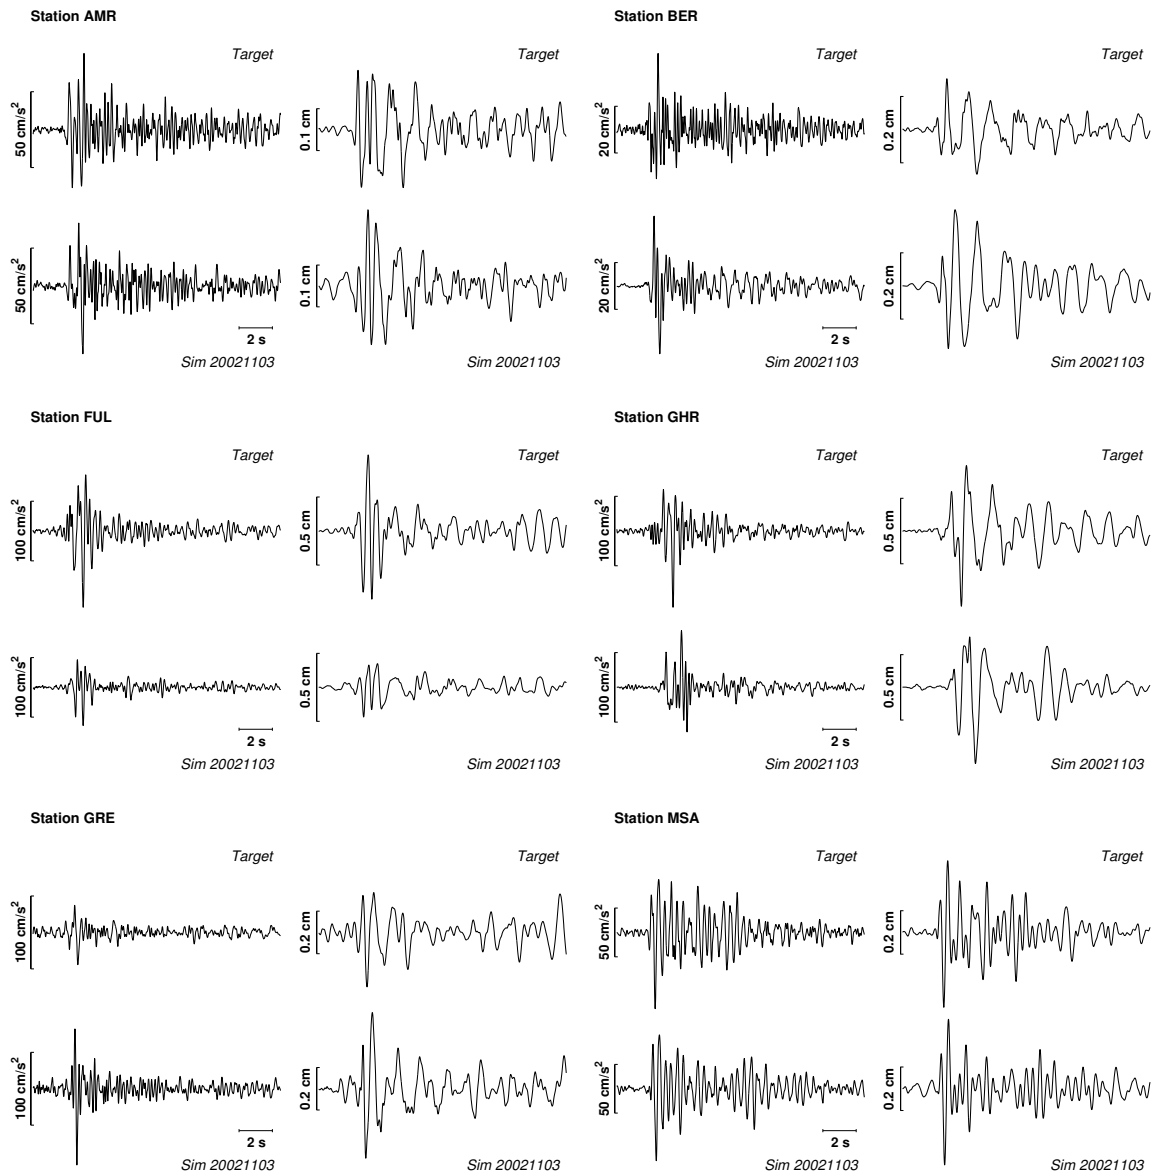 Station AMR
Station BER
Target
Target
Target
Target
50 cm/s²
0.1 cm
20 cm/s²
0.2 cm
50 cm/s²
0.1 cm
20 cm/s²
0.2 cm
2 s
2 s
Sim 20021103
Sim 20021103
Sim 20021103
Sim 20021103
Station FUL
Station GHR
Target
Target
Target
Target
100 cm/s²
0.5 cm
100 cm/s²
0.5 cm
100 cm/s²
0.5 cm
100 cm/s²
0.5 cm
2 s
2 s
Sim 20021103
Sim 20021103
Sim 20021103
Sim 20021103
Station GRE
Station MSA
Target
Target
Target
Target
100 cm/s²
0.2 cm
50 cm/s²
0.2 cm
100 cm/s²
0.2 cm
50 cm/s²
0.2 cm
2 s
2 s
Sim 20021103
Sim 20021103
Sim 20021103
Sim 20021103